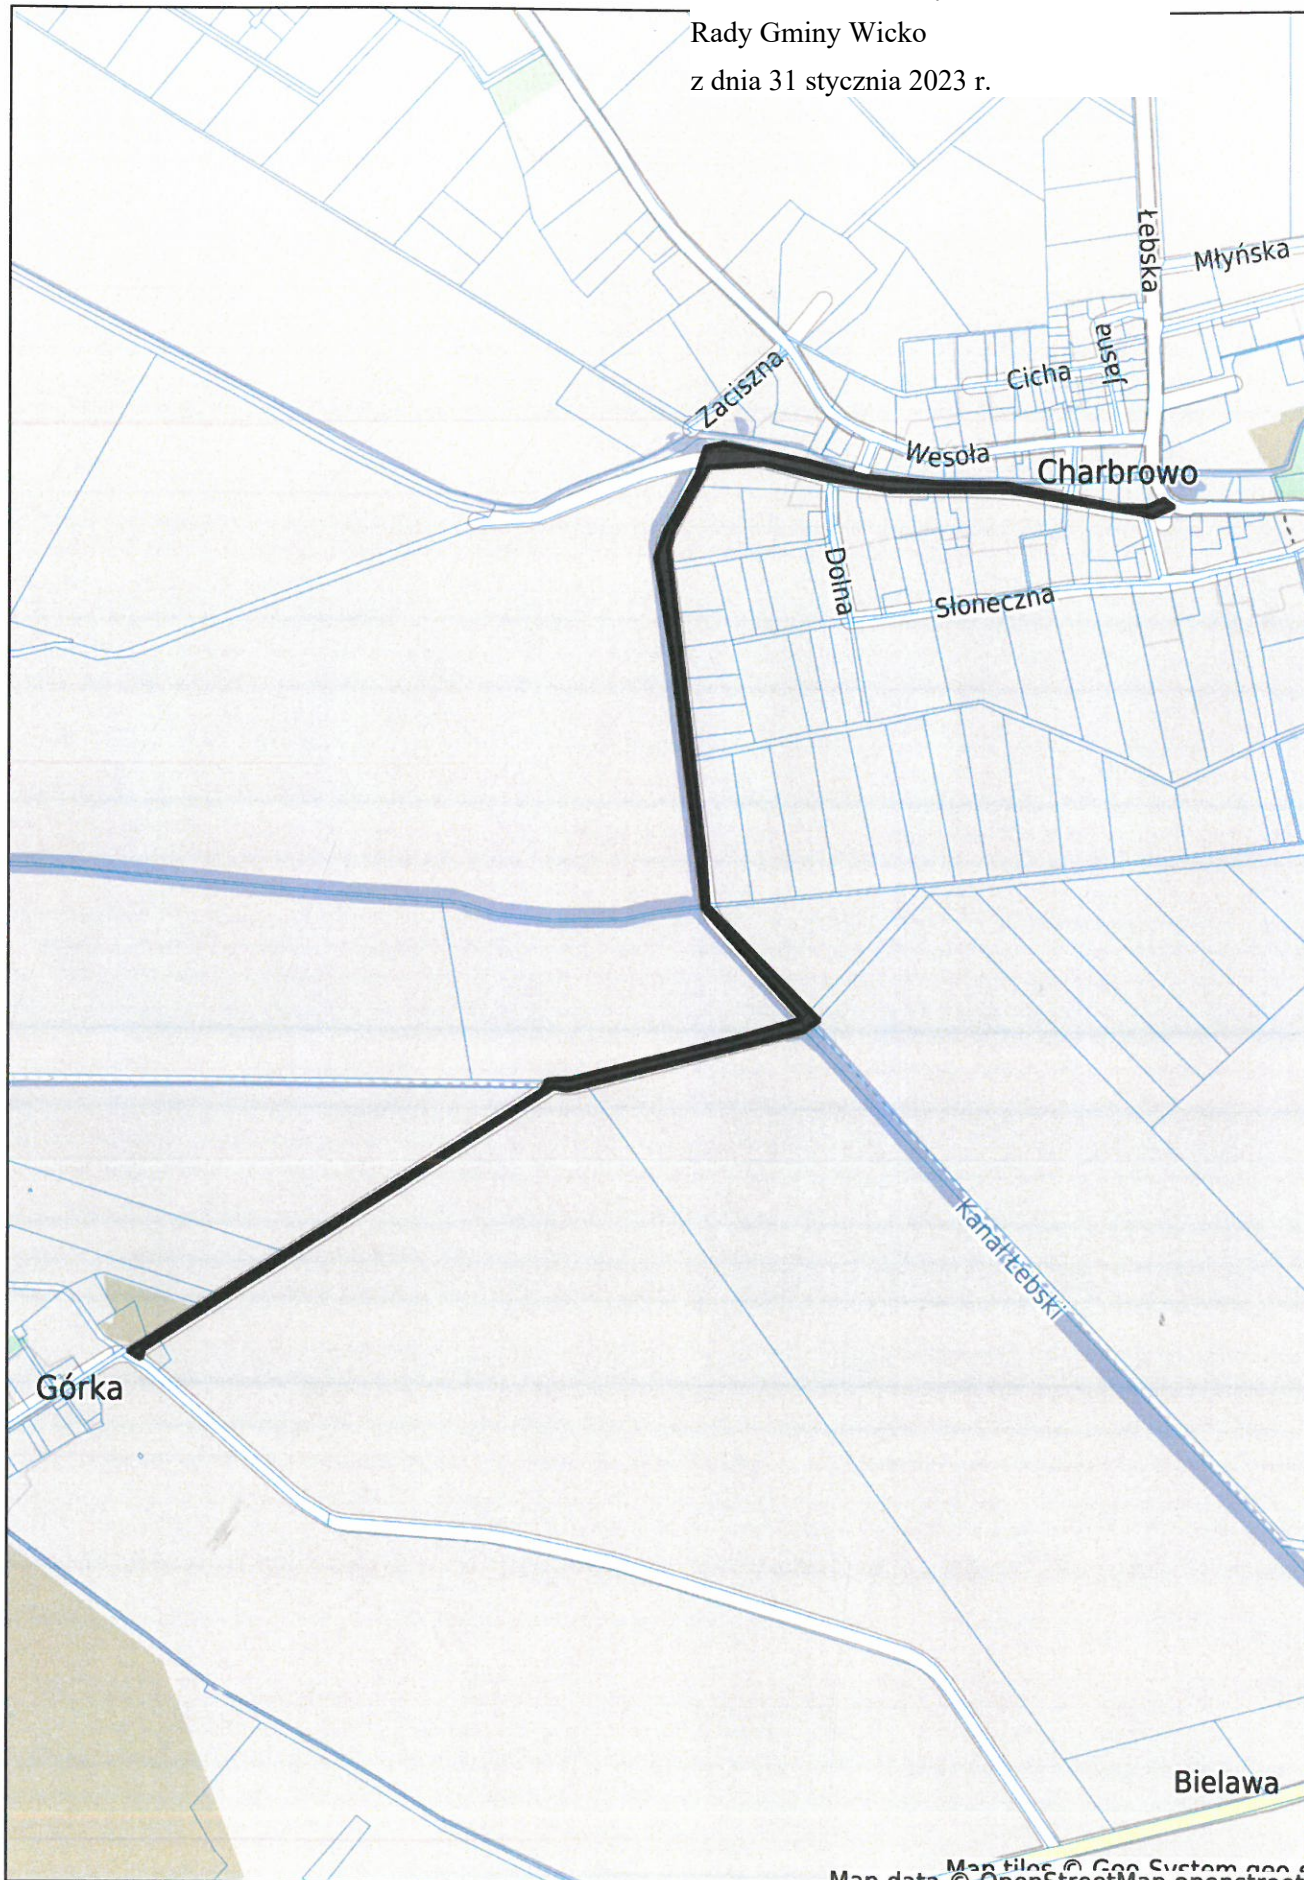 Rady Gminy Wicko
z dnia 31 stycznia 2023 r.
Łebska
Młyńska
Jasna
Cicha
Zaciszna
Wesoła
Charbrowo
Dolna
Słoneczna
Kanał Łebski
Górka
Bielawa
Map tiles © Geo System
Map data © OpenStreetMap